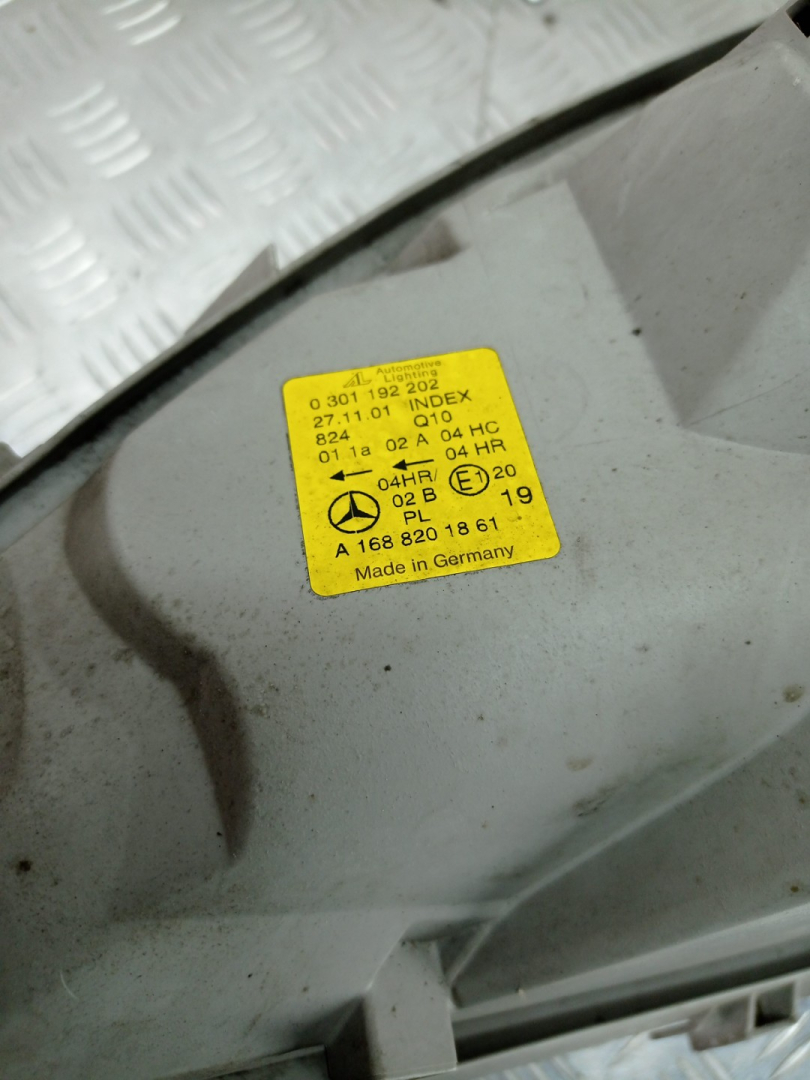 AL Automotive Lighting
0 301 192 202
27.11.01 INDEX
824 Q10
01 1a 02 A 04 HC
04 HR
04HR/
02 B
PL
E1 20
19
A 168 820 18 61
Made in Germany